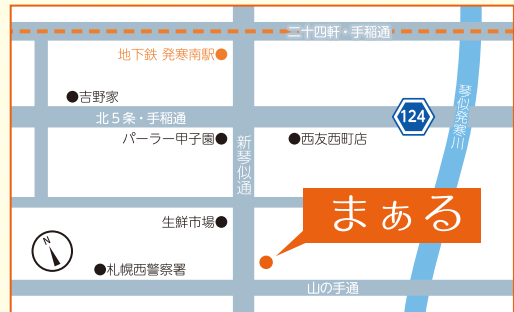 二十四軒・手稲通
地下鉄 発寒南駅
吉野家
北5条・手稲通
124
琴似発寒川
パーラー甲子園
新琴似通
西友西町店
まぁる
生鮮市場
N
札幌西警察署
山の手通